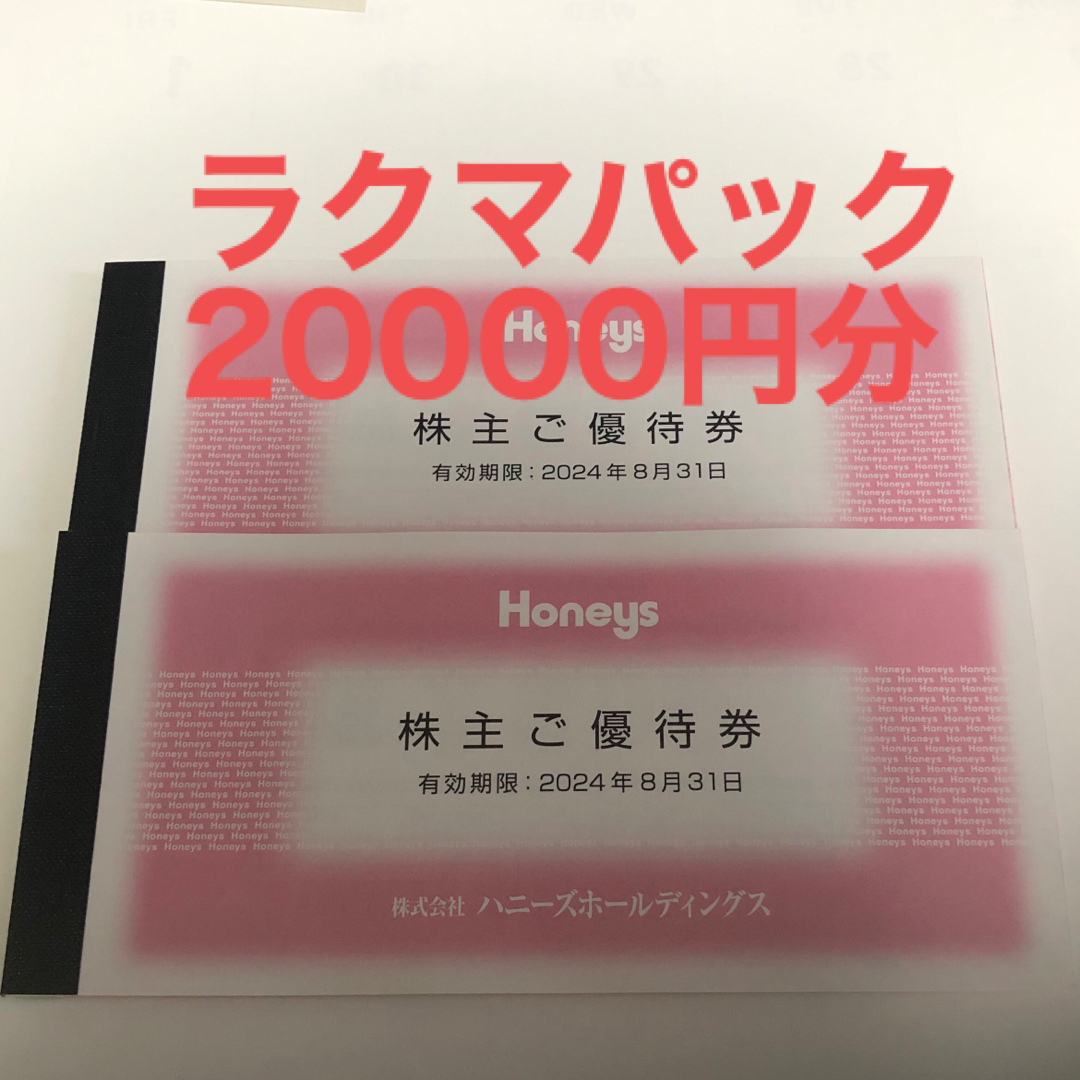 ラクマパック
20000円分
Honeys
株主ご優待券
有効期限：2024年8月31日
Honeys
株主ご優待券
有効期限：2024年8月31日
株式会社 ハニーズホールディングス